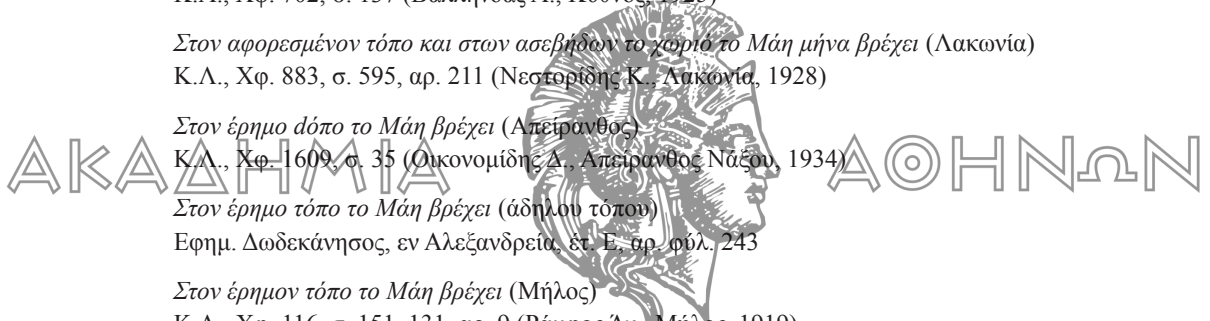 Στον αφορεσμένον τόπο και στων ασεβήδων το χωριό το Μάη μήνα βρέχει (Λακωνία)
Κ.Λ., Χφ. 883, σ. 595, αρ. 211 (Νεστορίδης Κ., Λακωνία, 1928)
Στον έρημο dόπο το Μάη βρέχει (Απείρανθος)
Κ.Λ., Χφ. 1609, σ. 35 (Οικονομίδης Δ., Απείρανθος Νάξου, 1934)
ΑΚΑΔΗΜΙΑ ΑΘΗΝΩΝ
Στον έρημο τόπο το Μάη βρέχει (άδηλου τόπου)
Εφημ. Δωδεκάνησος, εν Αλεξανδρεία, έτ. Ε, αρ. φύλ. 243
Στον έρημον τόπο το Μάη βρέχει (Μήλος)